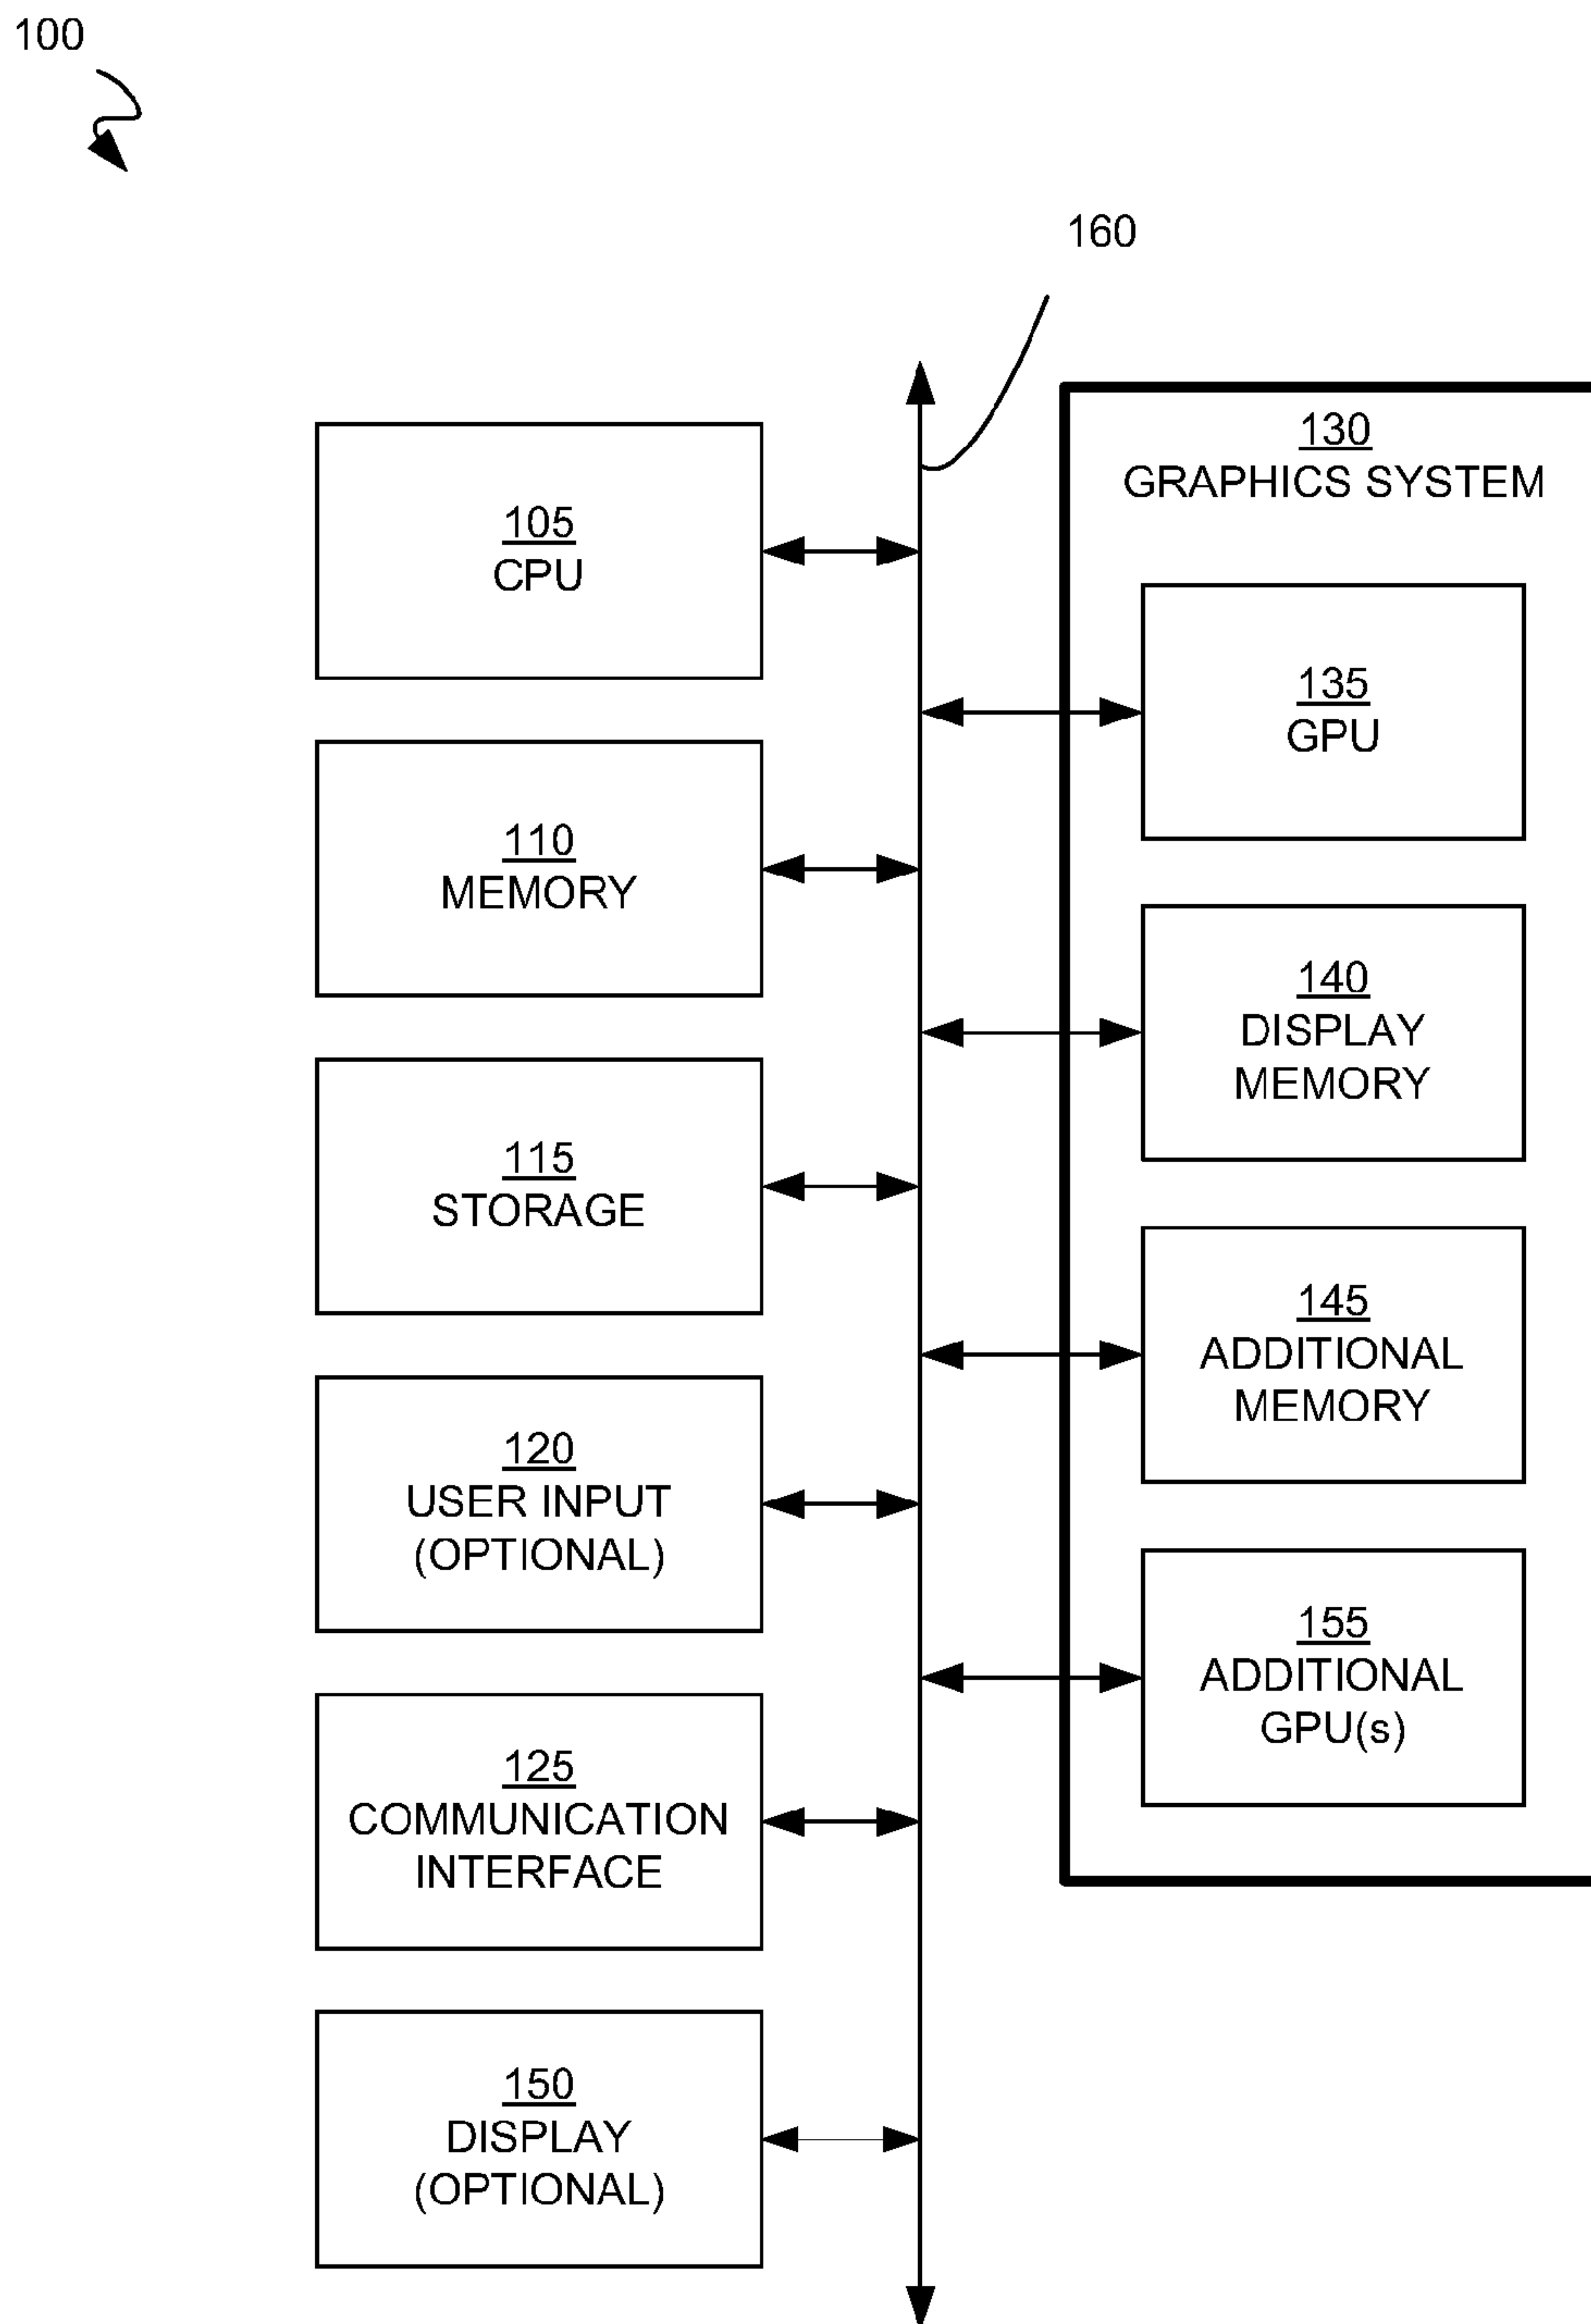 100
160
105
CPU
110
MEMORY
115
STORAGE
120
USER INPUT
(OPTIONAL)
125
COMMUNICATION
INTERFACE
150
DISPLAY
(OPTIONAL)
130
GRAPHICS SYSTEM
135
GPU
140
DISPLAY
MEMORY
145
ADDITIONAL
MEMORY
155
ADDITIONAL
GPU(s)